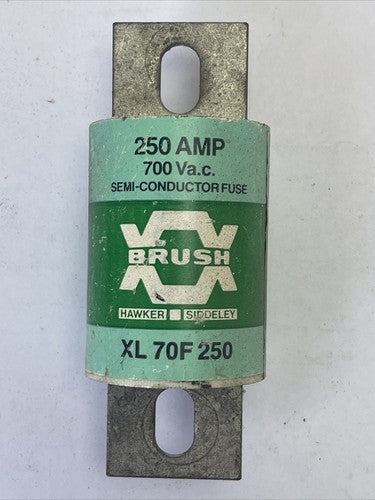 250 AMP
700 Va.c.
SEMI-CONDUCTOR FUSE
BRUSH
HAWKER SIDDELEY
XL 70F 250